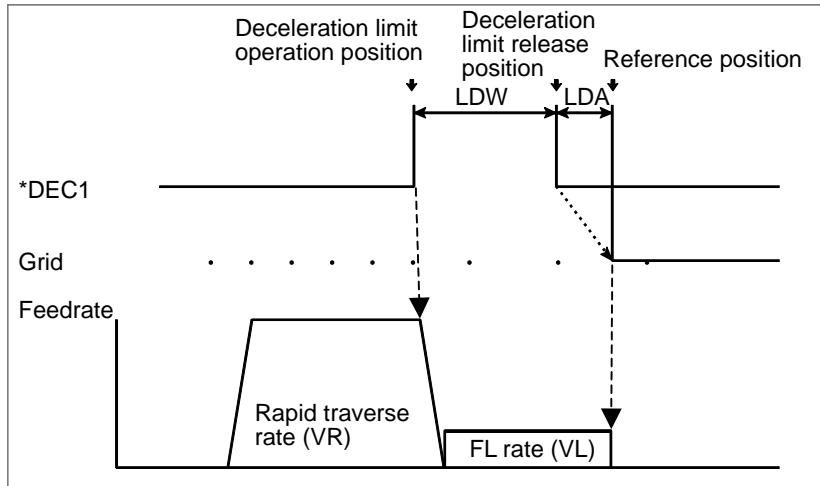 Deceleration limit
operation position
Deceleration
limit release
position
Reference position
LDW
LDA
*DEC1
Grid
Feedrate
Rapid traverse
rate (VR)
FL rate (VL)